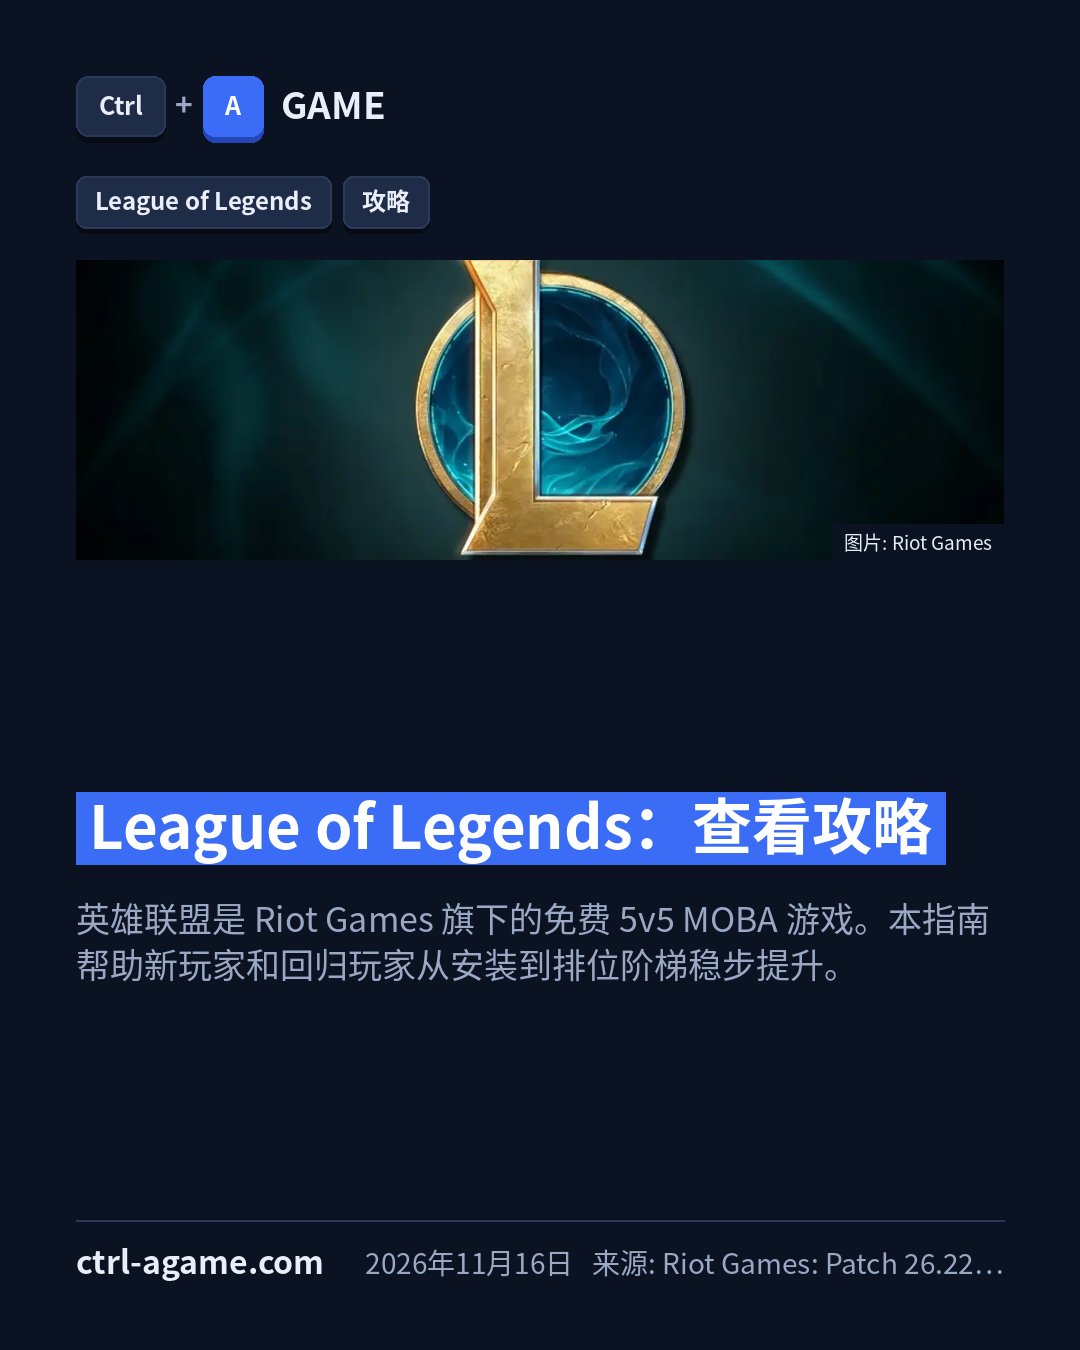 Ctrl + A GAME
League of Legends 攻略
图片: Riot Games
League of Legends：查看攻略
英雄联盟是 Riot Games 旗下的免费 5v5 MOBA 游戏。本指南
帮助新玩家和回归玩家从安装到排位阶梯稳步提升。
ctrl-agame.com 2026年11月16日 来源: Riot Games: Patch 26.22…